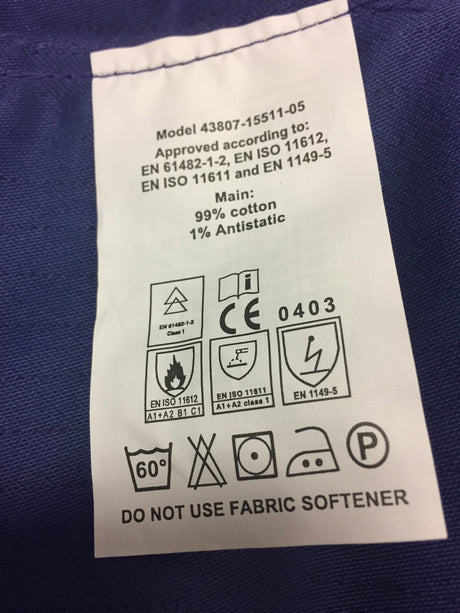 Model 43807-15511-05
Approved according to:
EN 61482-1-2, EN ISO 11612,
EN ISO 11611 and EN 1149-5
Main:
99% cotton
1% Antistatic
i
CE 0403
EN 61482-1-2
Class 1
EN ISO 11612
A1+A2 B1 C1
EN ISO 11611
A1+A2 class 1
EN 1149-5
60°
P
DO NOT USE FABRIC SOFTENER